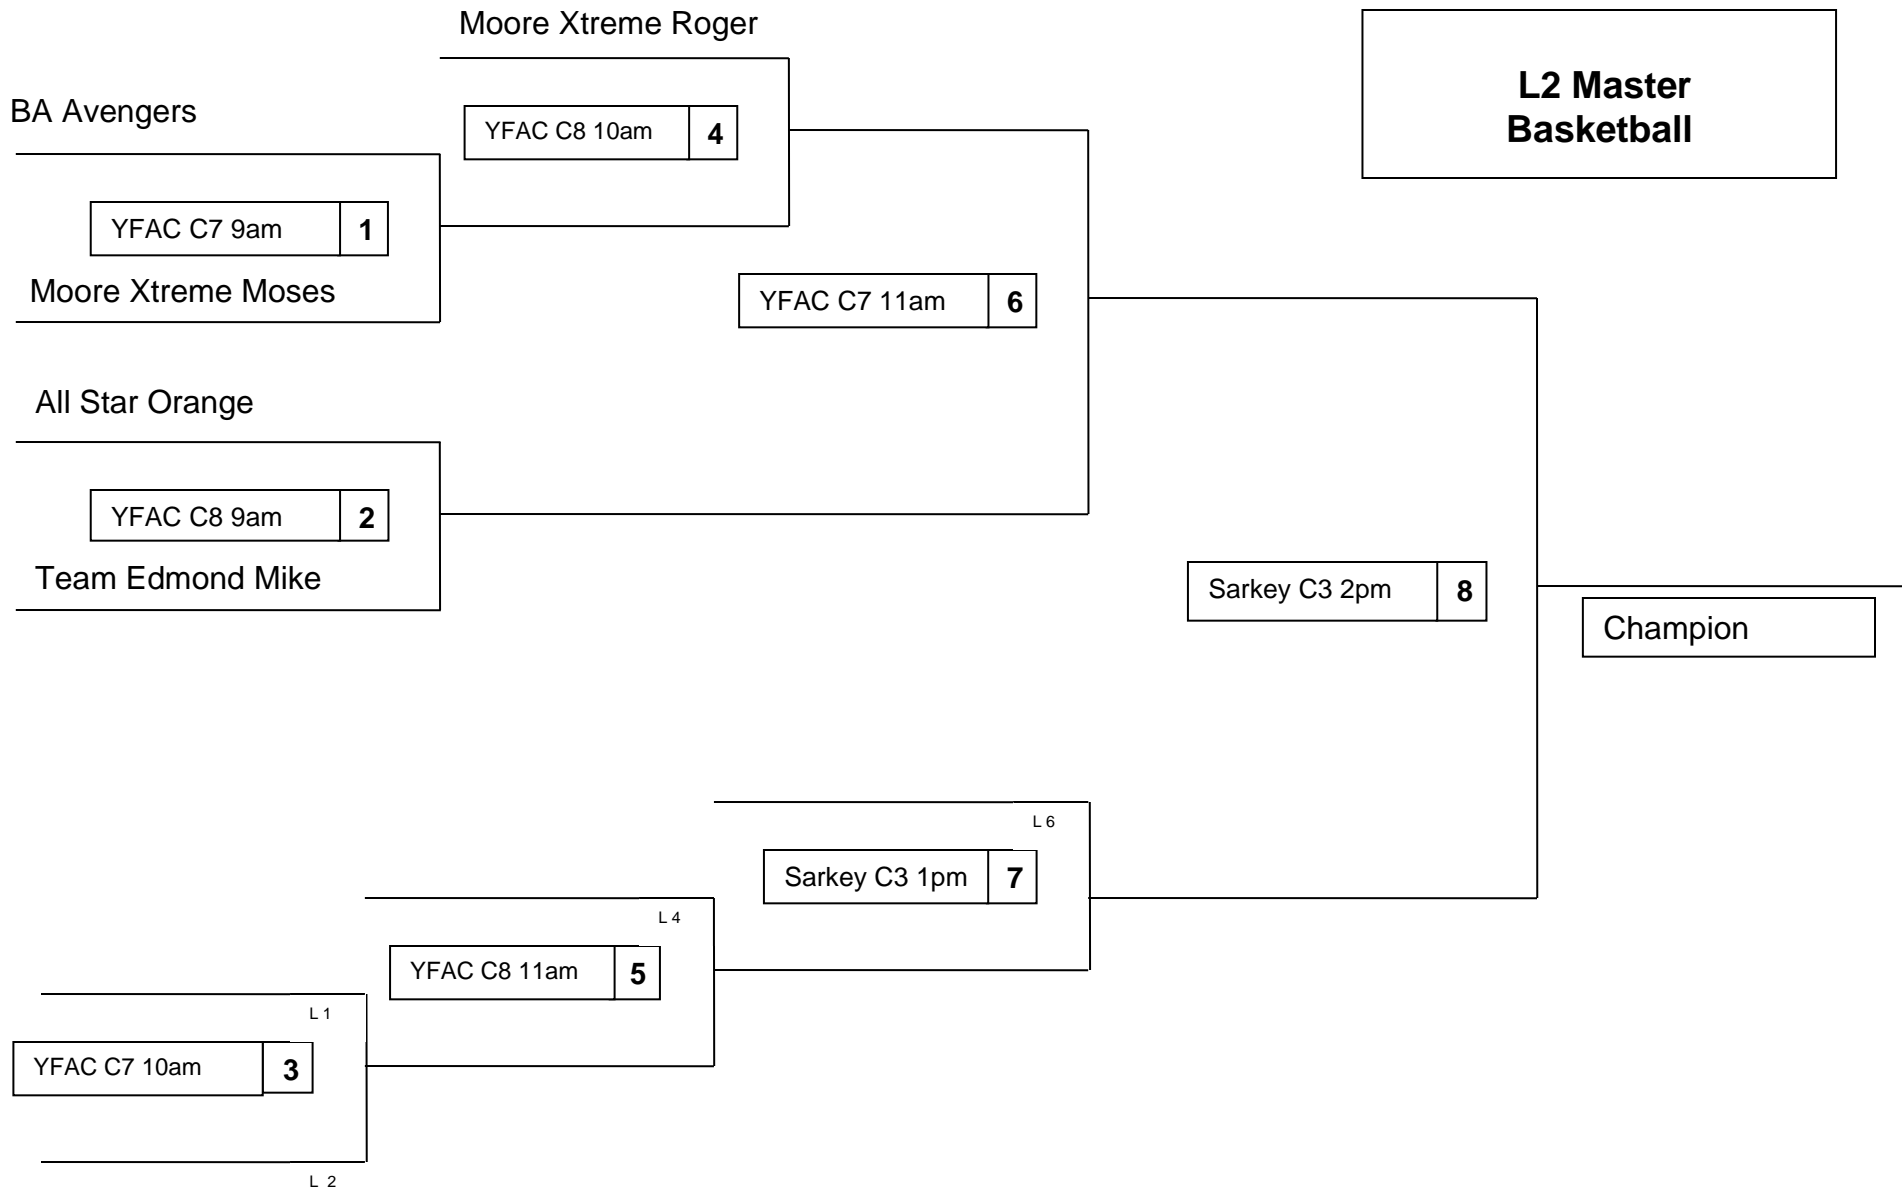 Moore Xtreme Roger
L2 Master
Basketball
BA Avengers
YFAC C8 10am 4
YFAC C7 9am 1
Moore Xtreme Moses
YFAC C7 11am 6
All Star Orange
YFAC C8 9am 2
Team Edmond Mike
Sarkey C3 2pm 8
Champion
L 6
Sarkey C3 1pm 7
L 4
YFAC C8 11am 5
L 1
YFAC C7 10am 3
L 2